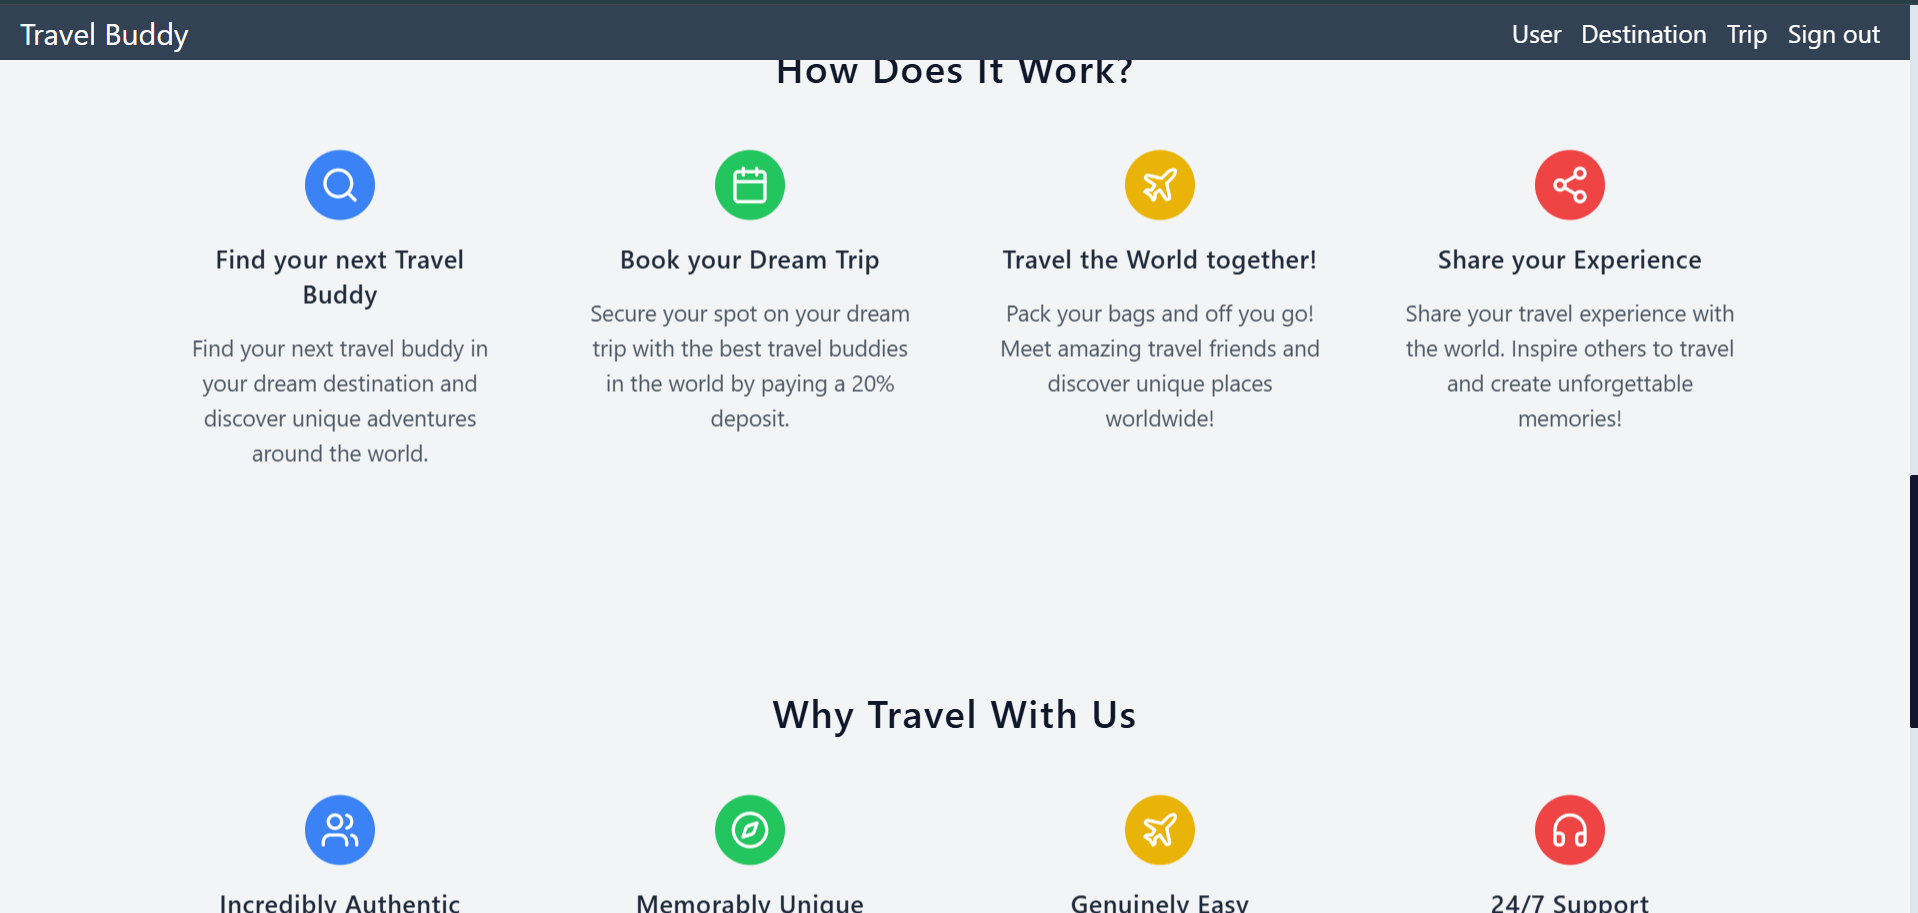 Travel Buddy
User Destination Trip Sign out
How Does It Work?
Find your next Travel
Buddy
Find your next travel buddy in
your dream destination and
discover unique adventures
around the world.
Book your Dream Trip
Secure your spot on your dream
trip with the best travel buddies
in the world by paying a 20%
deposit.
Travel the World together!
Pack your bags and off you go!
Meet amazing travel friends and
discover unique places
worldwide!
Share your Experience
Share your travel experience with
the world. Inspire others to travel
and create unforgettable
memories!
Why Travel With Us
Incredibly Authentic
Memorably Unique
Genuinely Easy
24/7 Support